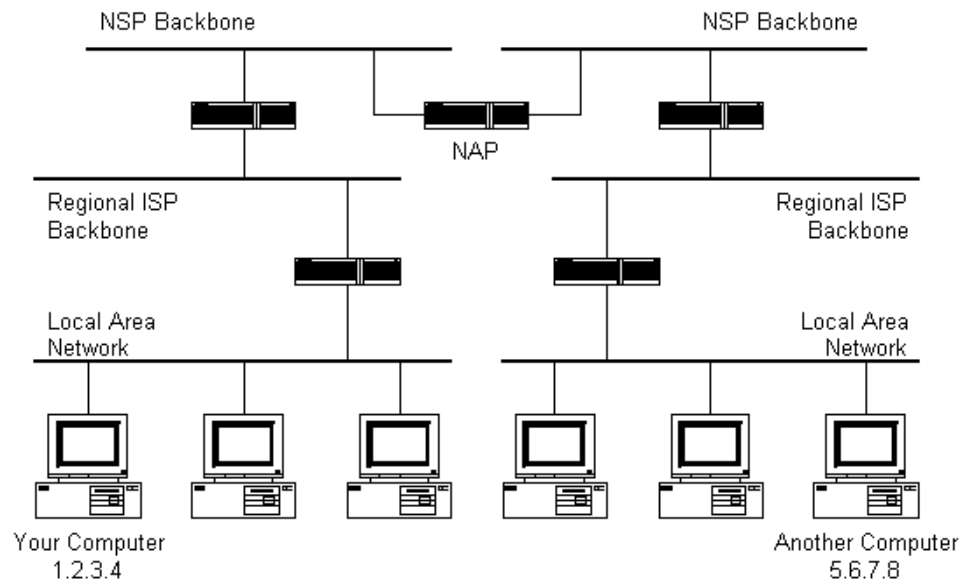 NSP Backbone
NSP Backbone
NAP
Regional ISP
Backbone
Regional ISP
Backbone
Local Area
Network
Local Area
Network
Your Computer
1.2.3.4
Another Computer
5.6.7.8